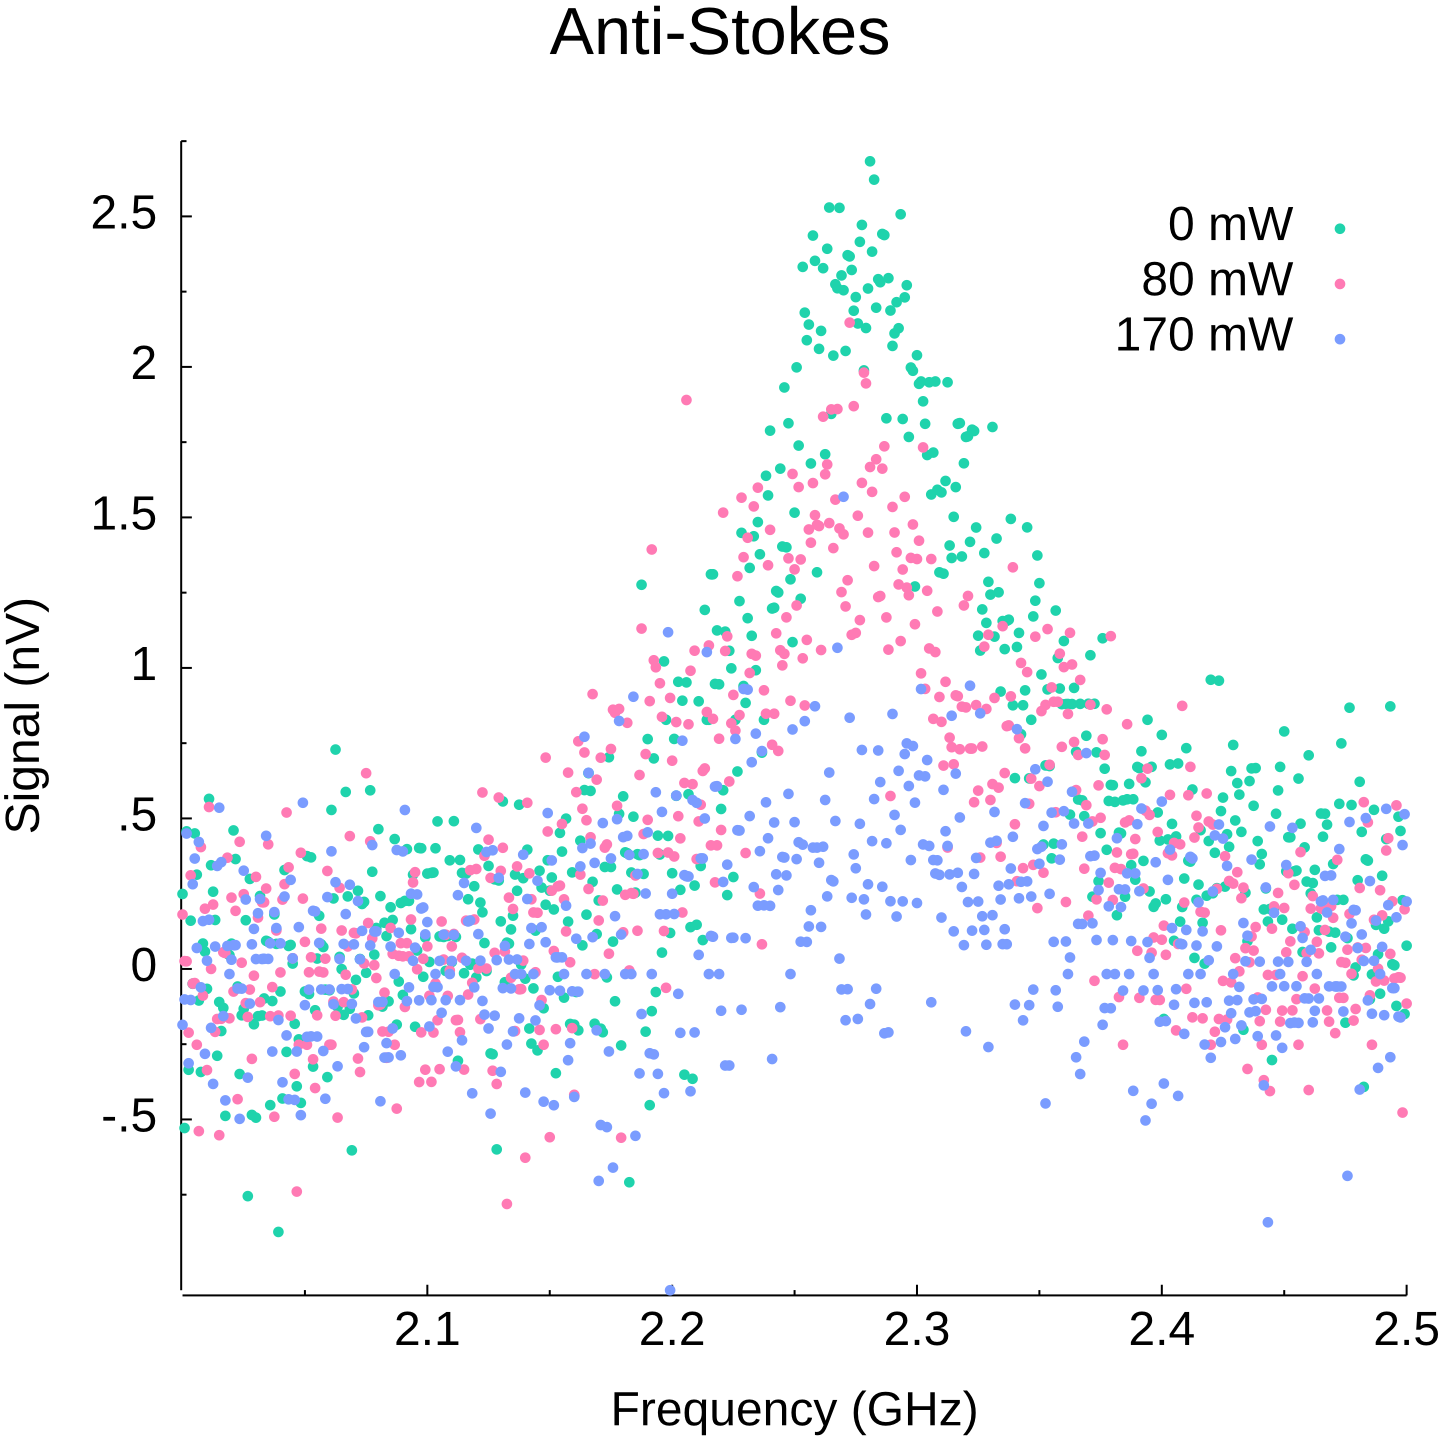 Anti-Stokes
0 mW
80 mW
170 mW
2.5
2
1.5
1
.5
0
-.5
Signal (nV)
2.1 2.2 2.3 2.4 2.5
Frequency (GHz)